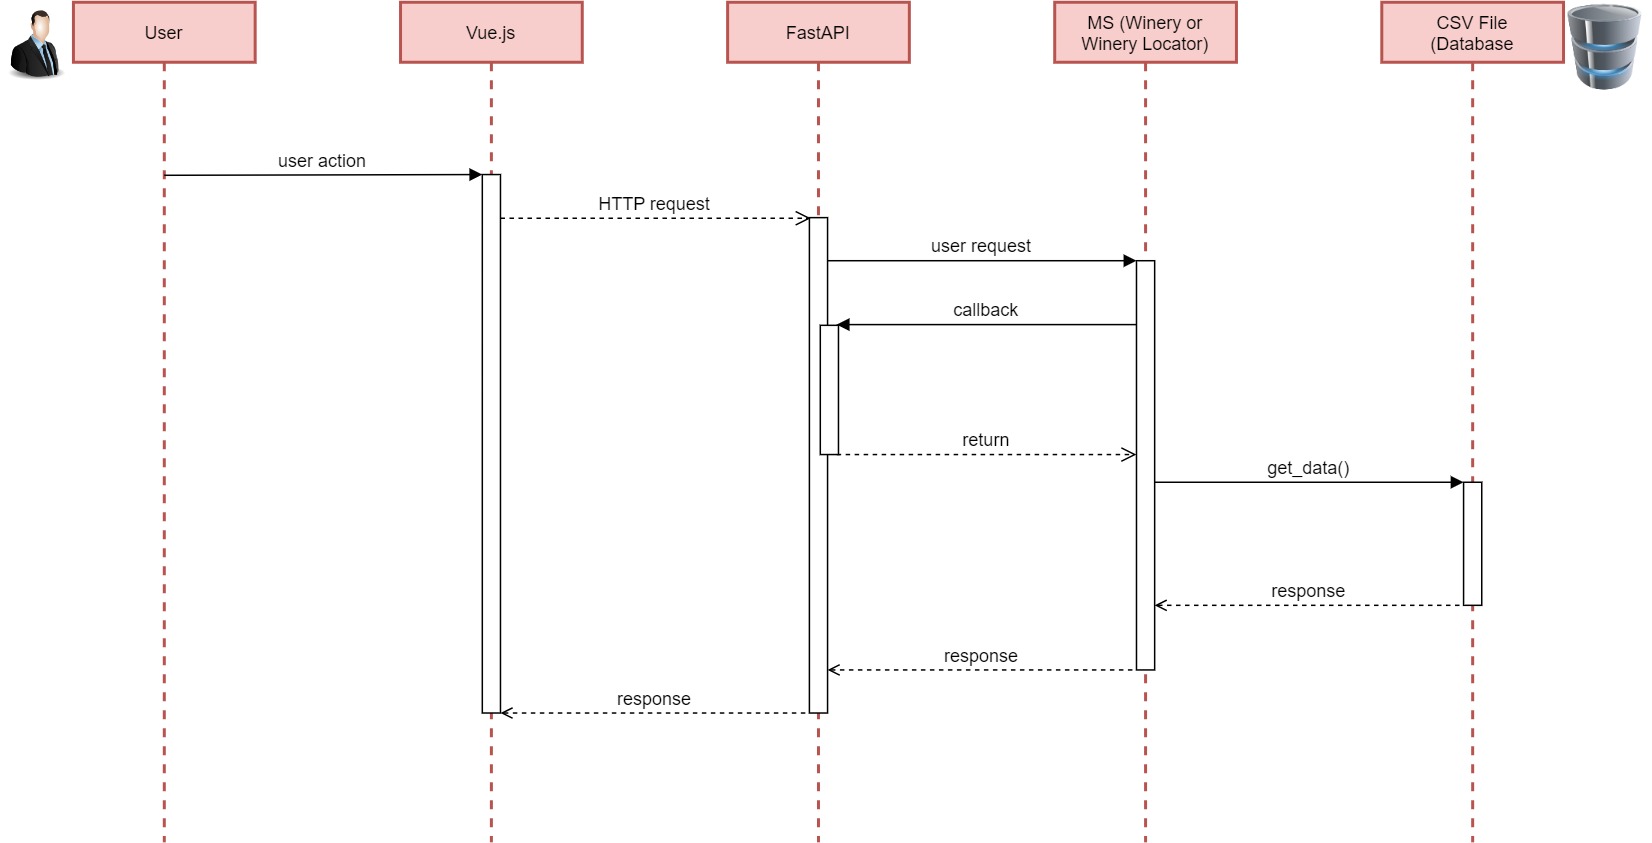 User
Vue.js
FastAPI
MS (Winery or
Winery Locator)
CSV File
(Database
user action
HTTP request
user request
callback
return
get_data()
response
response
response